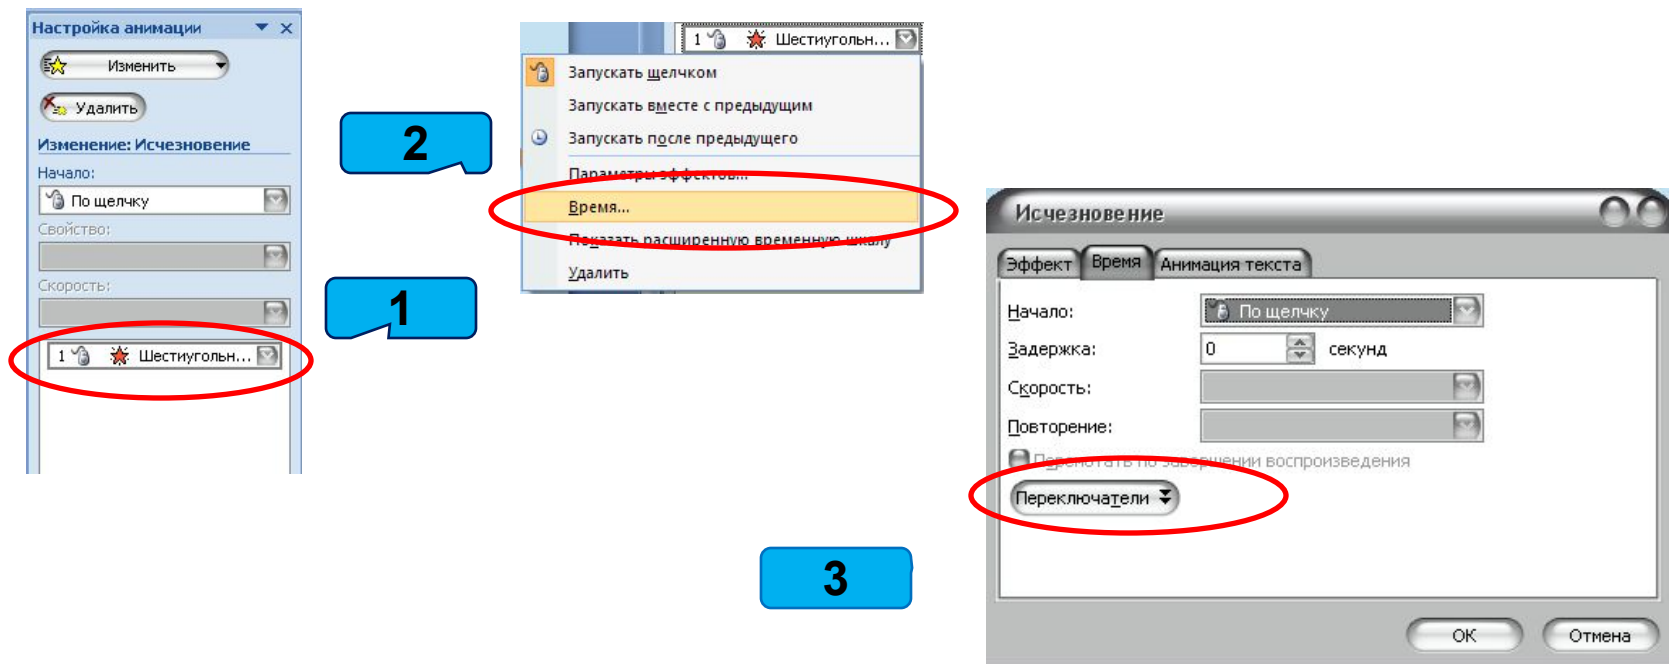 Настройка анимации
Изменить
Удалить
Изменение: Исчезновение
Начало:
По щелчку
Свойство:
Скорость:
1 Шестиугольн...
1
2
1 Шестиугольн...
Запускать щелчком
Запускать вместе с предыдущим
Запускать после предыдущего
Параметры эффектов...
Время...
Показать расширенную временную шкалу
Удалить
3
Исчезновение
Эффект Время Анимация текста
Начало: По щелчку
Задержка: 0 секунд
Скорость:
Повторение:
Перемотать по завершении воспроизведения
Переключатели
ОК Отмена